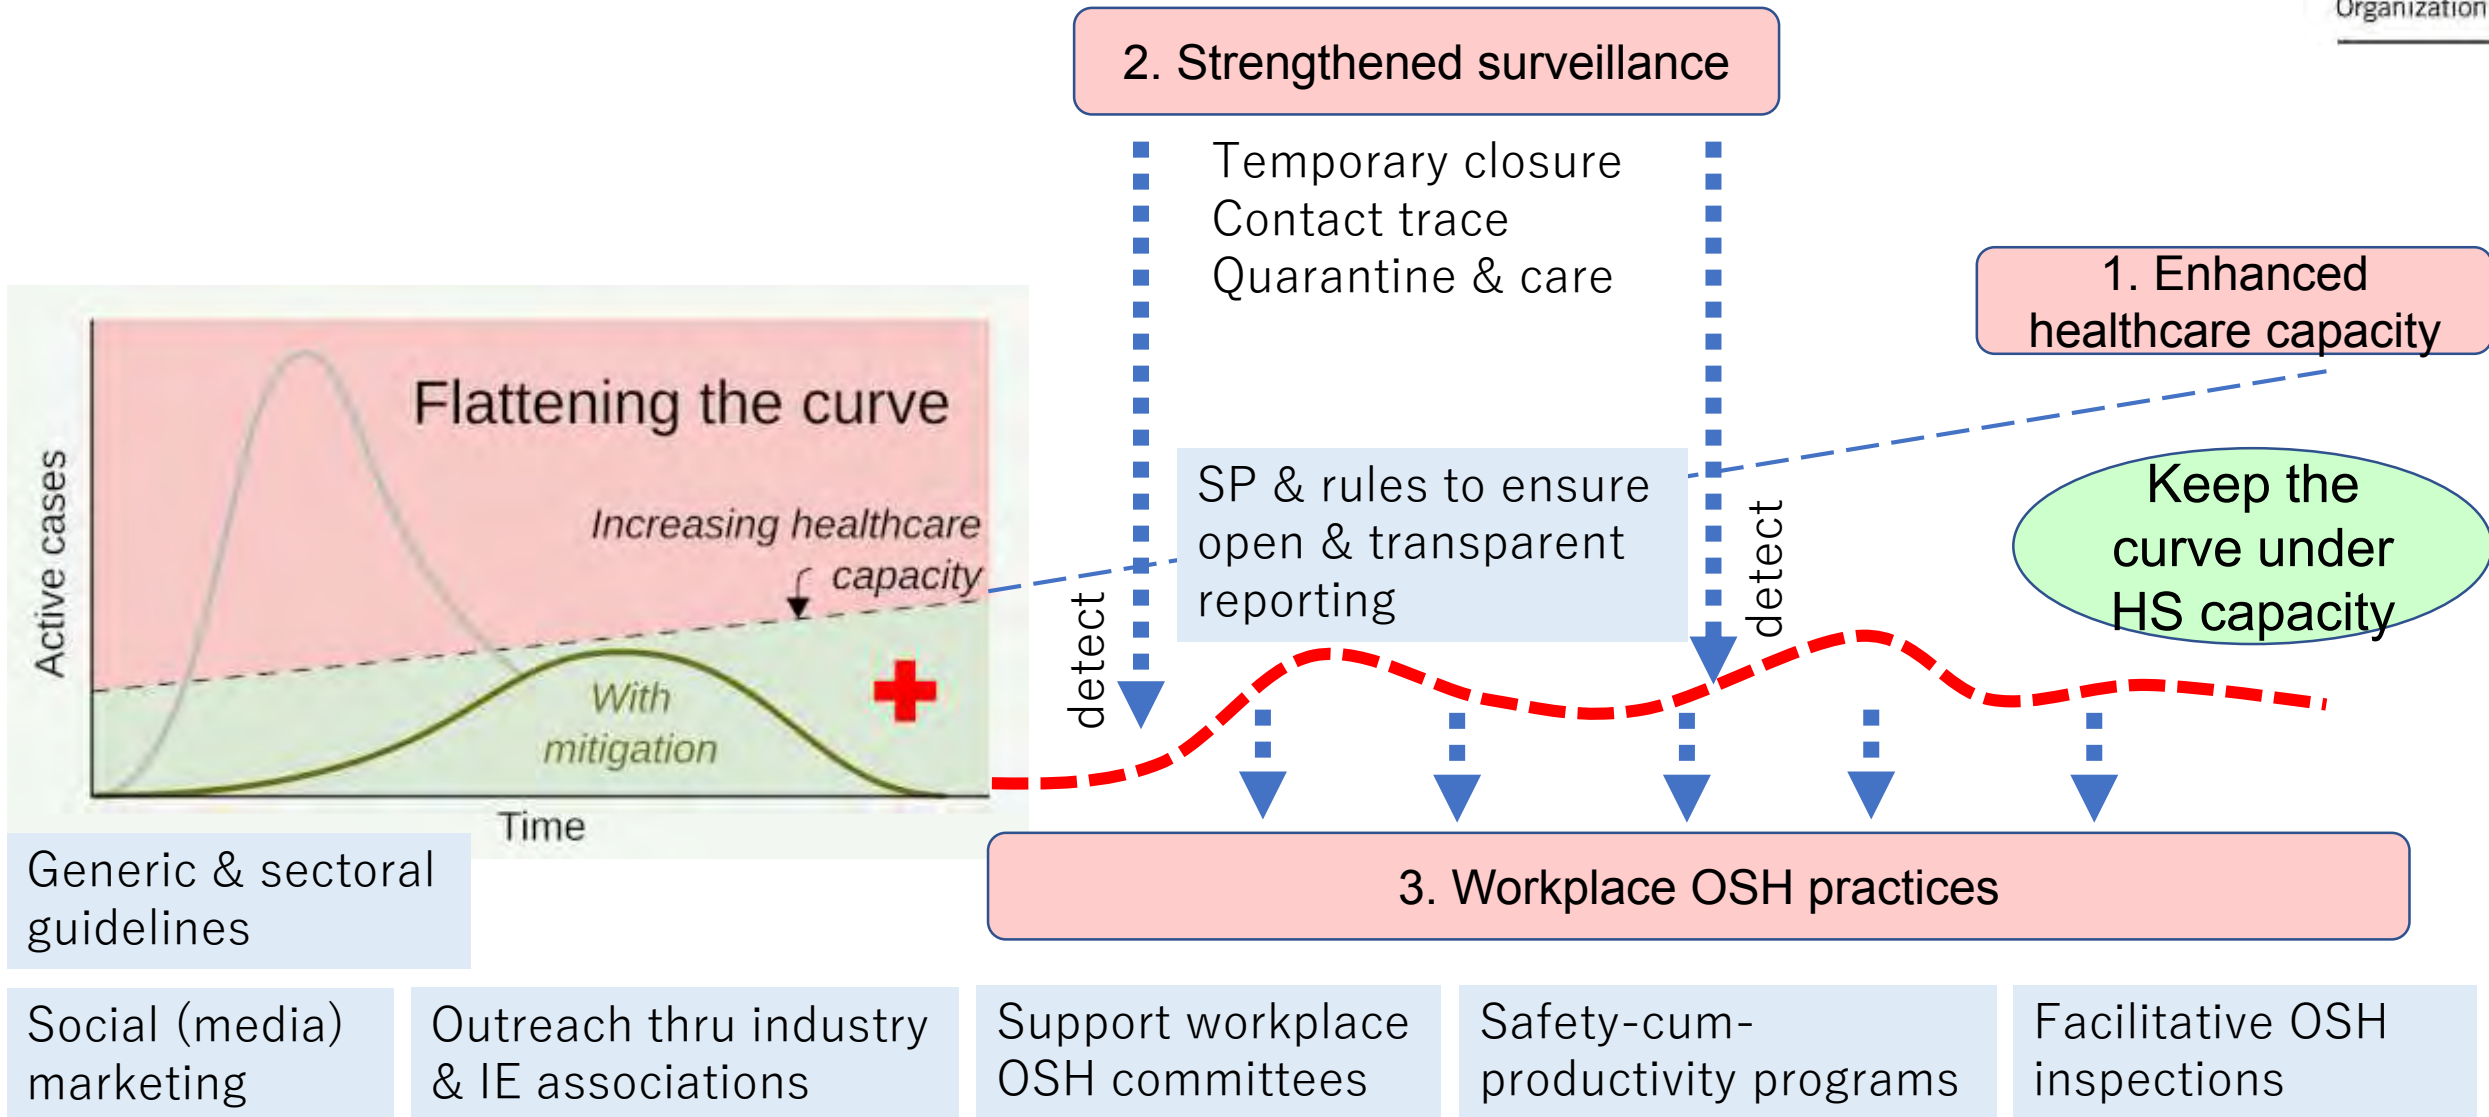 Organization
2. Strengthened surveillance
Temporary closure
Contact trace
Quarantine & care
1. Enhanced
healthcare capacity
Flattening the curve
Increasing healthcare
capacity
Active cases
With
mitigation
Time
SP & rules to ensure
open & transparent
reporting
detect
detect
Keep the
curve under
HS capacity
3. Workplace OSH practices
Generic & sectoral
guidelines
Social (media)
marketing
Outreach thru industry
& IE associations
Support workplace
OSH committees
Safety-cum-
productivity programs
Facilitative OSH
inspections